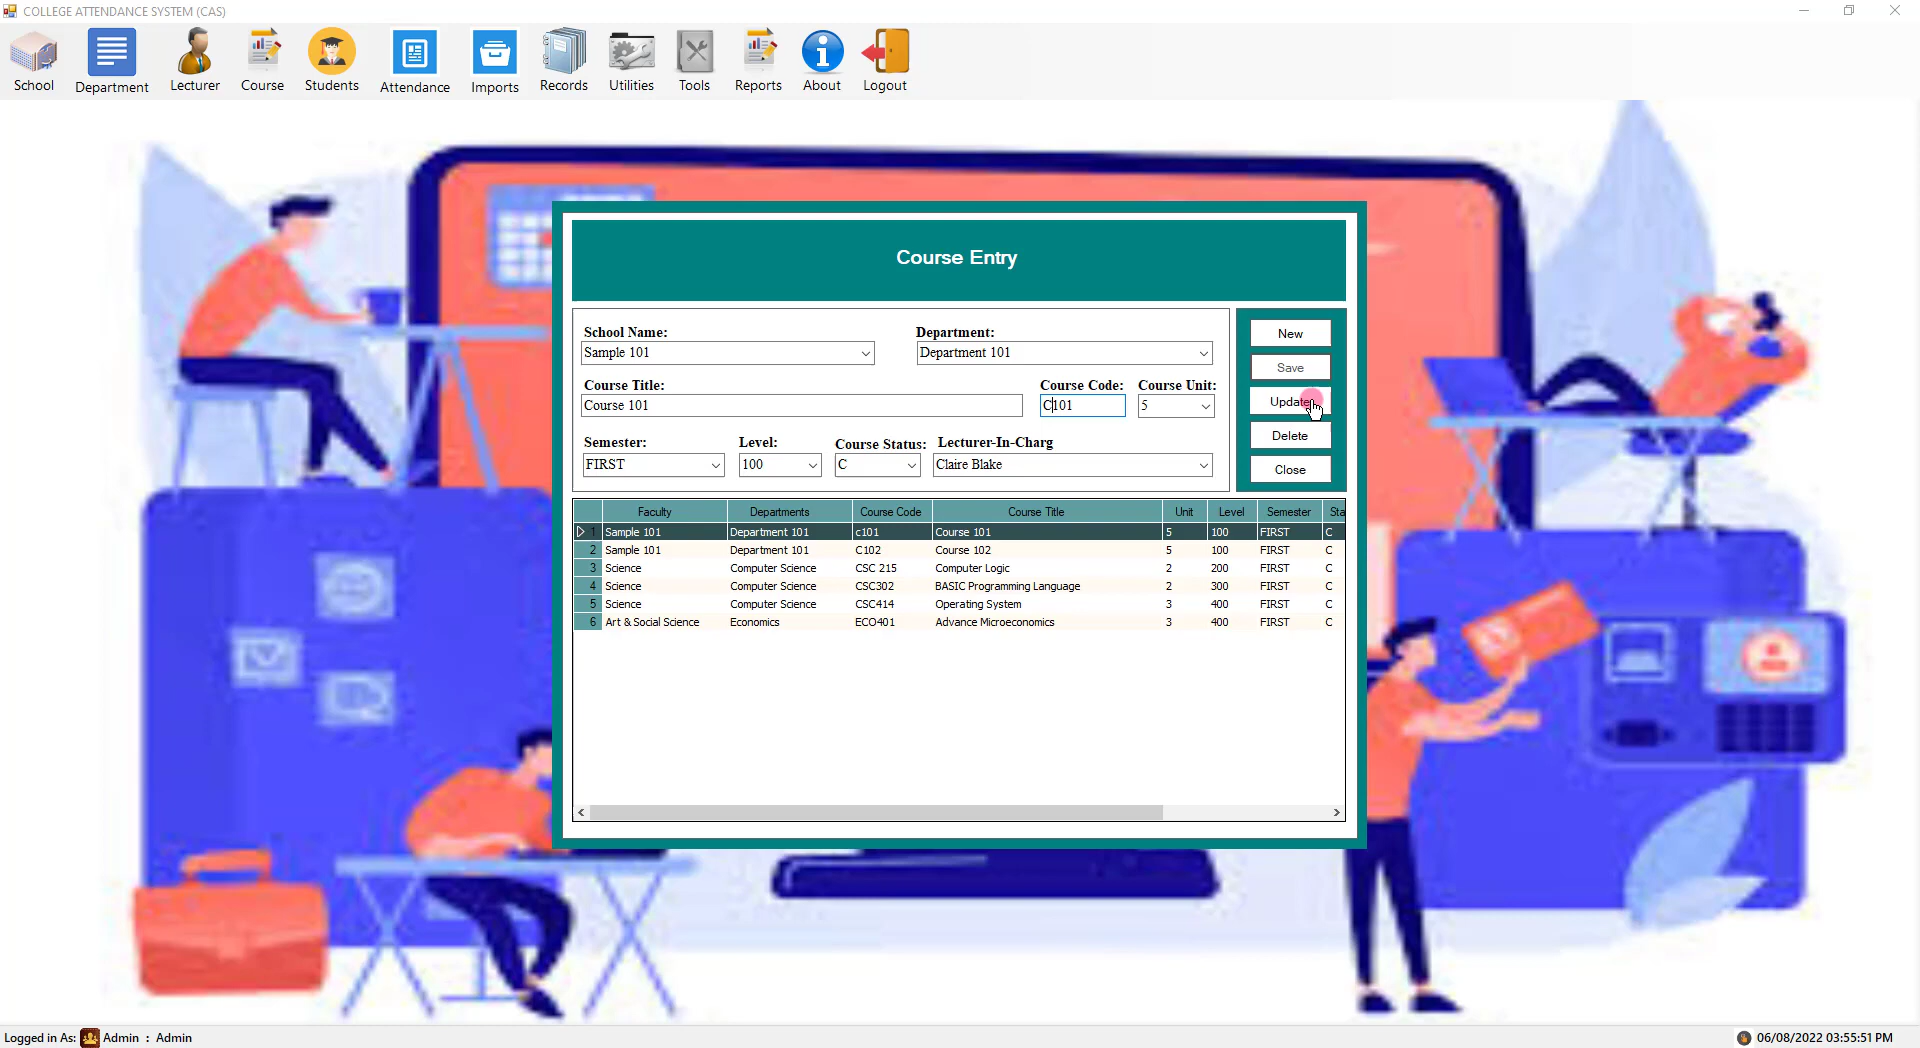 COLLEGE ATTENDANCE SYSTEM (CAS)
School Department Lecturer Course Students Attendance Imports Records Utilities Tools Reports About Logout
Course Entry
School Name: Department:
Sample 101 Department 101
Course Title: Course Code: Course Unit:
Course 101 C101 5
Semester: Level: Course Status: Lecturer-In-Charg
FIRST 100 C Claire Blake
New
Save
Update
Delete
Close
Faculty Departments Course Code Course Title Unit Level Semester Sta
1 Sample 101 Department 101 c101 Course 101 5 100 FIRST C
2 Sample 101 Department 101 C102 Course 102 5 100 FIRST C
3 Science Computer Science CSC 215 Computer Logic 2 200 FIRST C
4 Science Computer Science CSC302 BASIC Programming Language 2 300 FIRST C
5 Science Computer Science CSC414 Operating System 3 400 FIRST C
6 Art & Social Science Economics ECO401 Advance Microeconomics 3 400 FIRST C
Logged in As: Admin : Admin
06/08/2022 03:55:51 PM